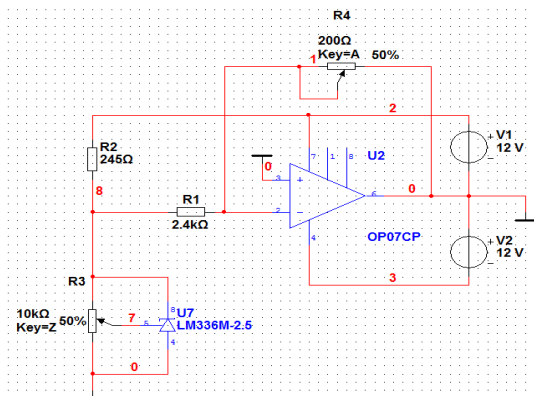 R4
200Ω
Key=A
50%
1
2
R2
245Ω
8
R1
2.4kΩ
0
3
2
7
1
8
4
6
U2
OP07CP
0
V1
12 V
V2
12 V
3
R3
10kΩ
Key=Z
50%
7
5
8
4
U7
LM336M-2.5
0